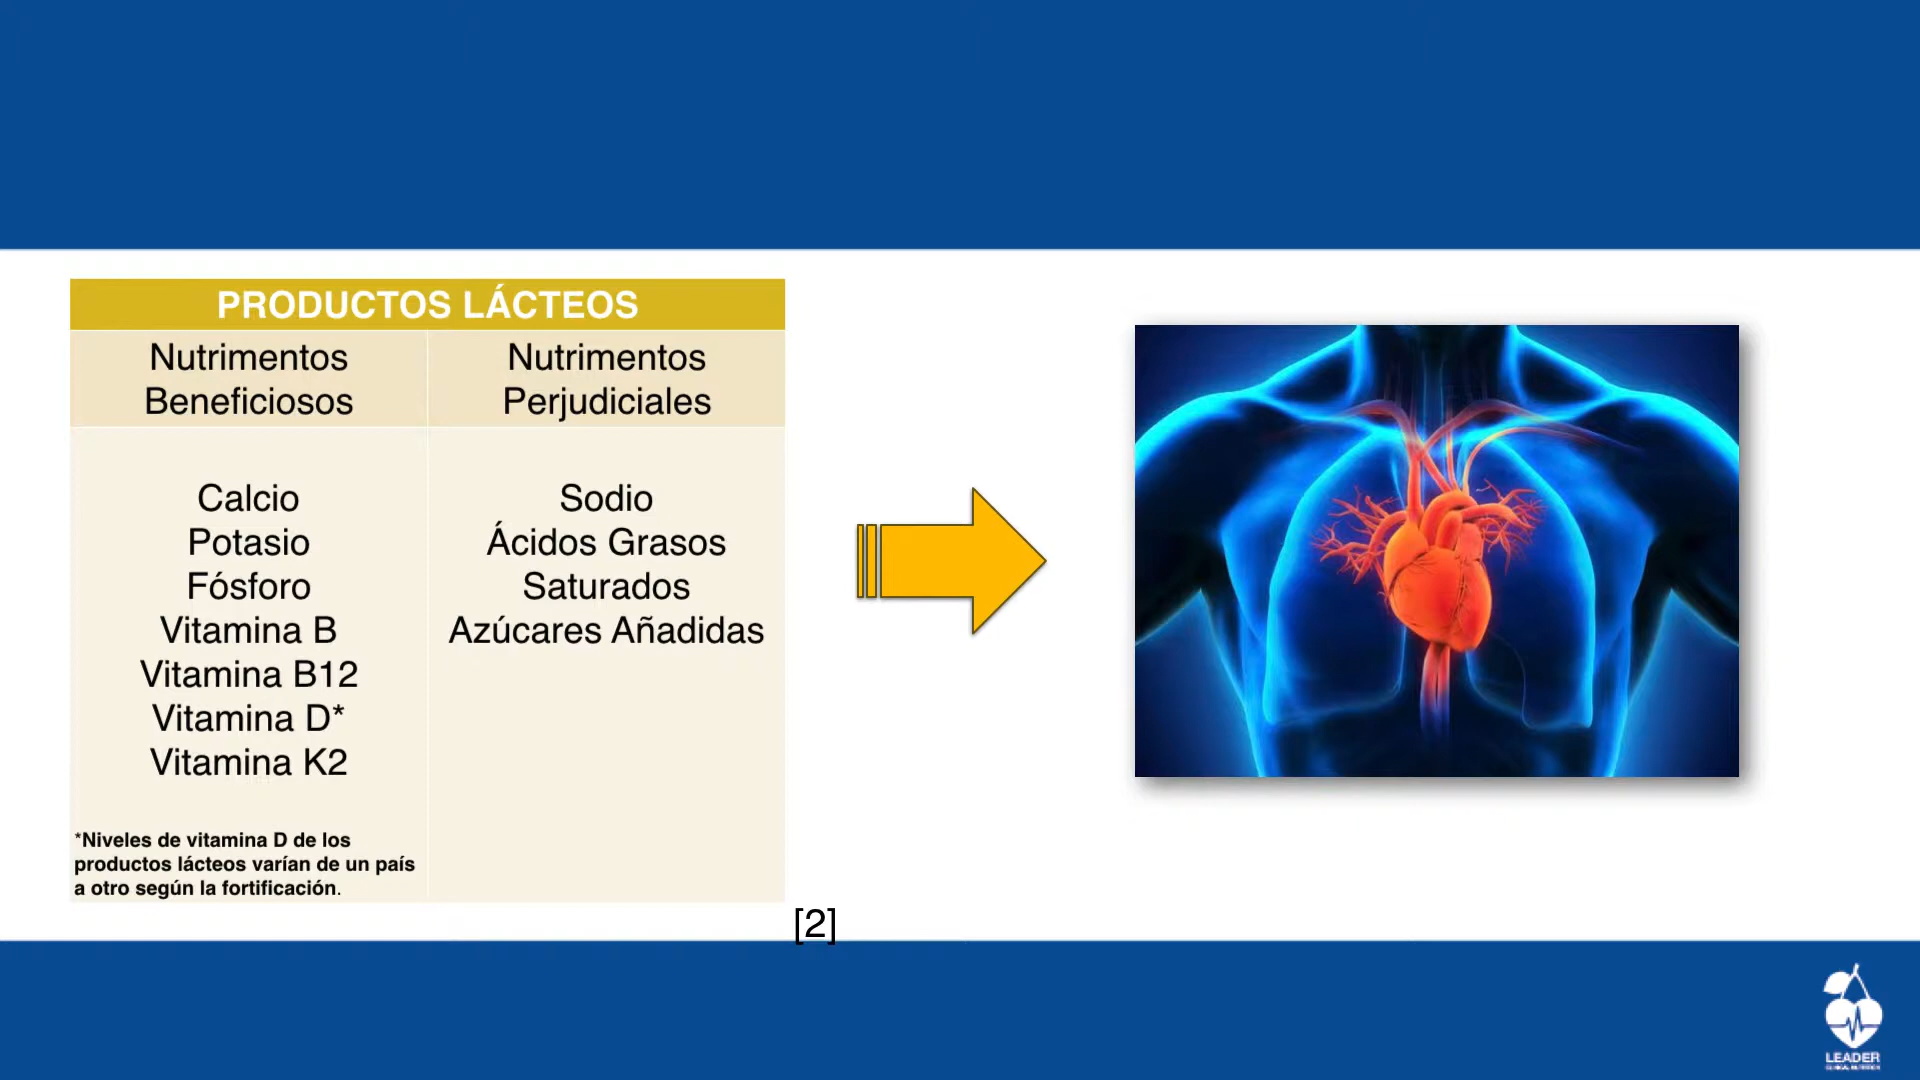 PRODUCTOS LÁCTEOS
Nutrimentos
Beneficiosos
Nutrimentos
Perjudiciales
Calcio
Potasio
Fósforo
Vitamina B
Vitamina B12
Vitamina D*
Vitamina K2
*Niveles de vitamina D de los
productos lácteos varían de un país
a otro según la fortificación.
Sodio
Ácidos Grasos
Saturados
Azúcares Añadidas
[2]
LEADER
CLINICAL NUTRITION